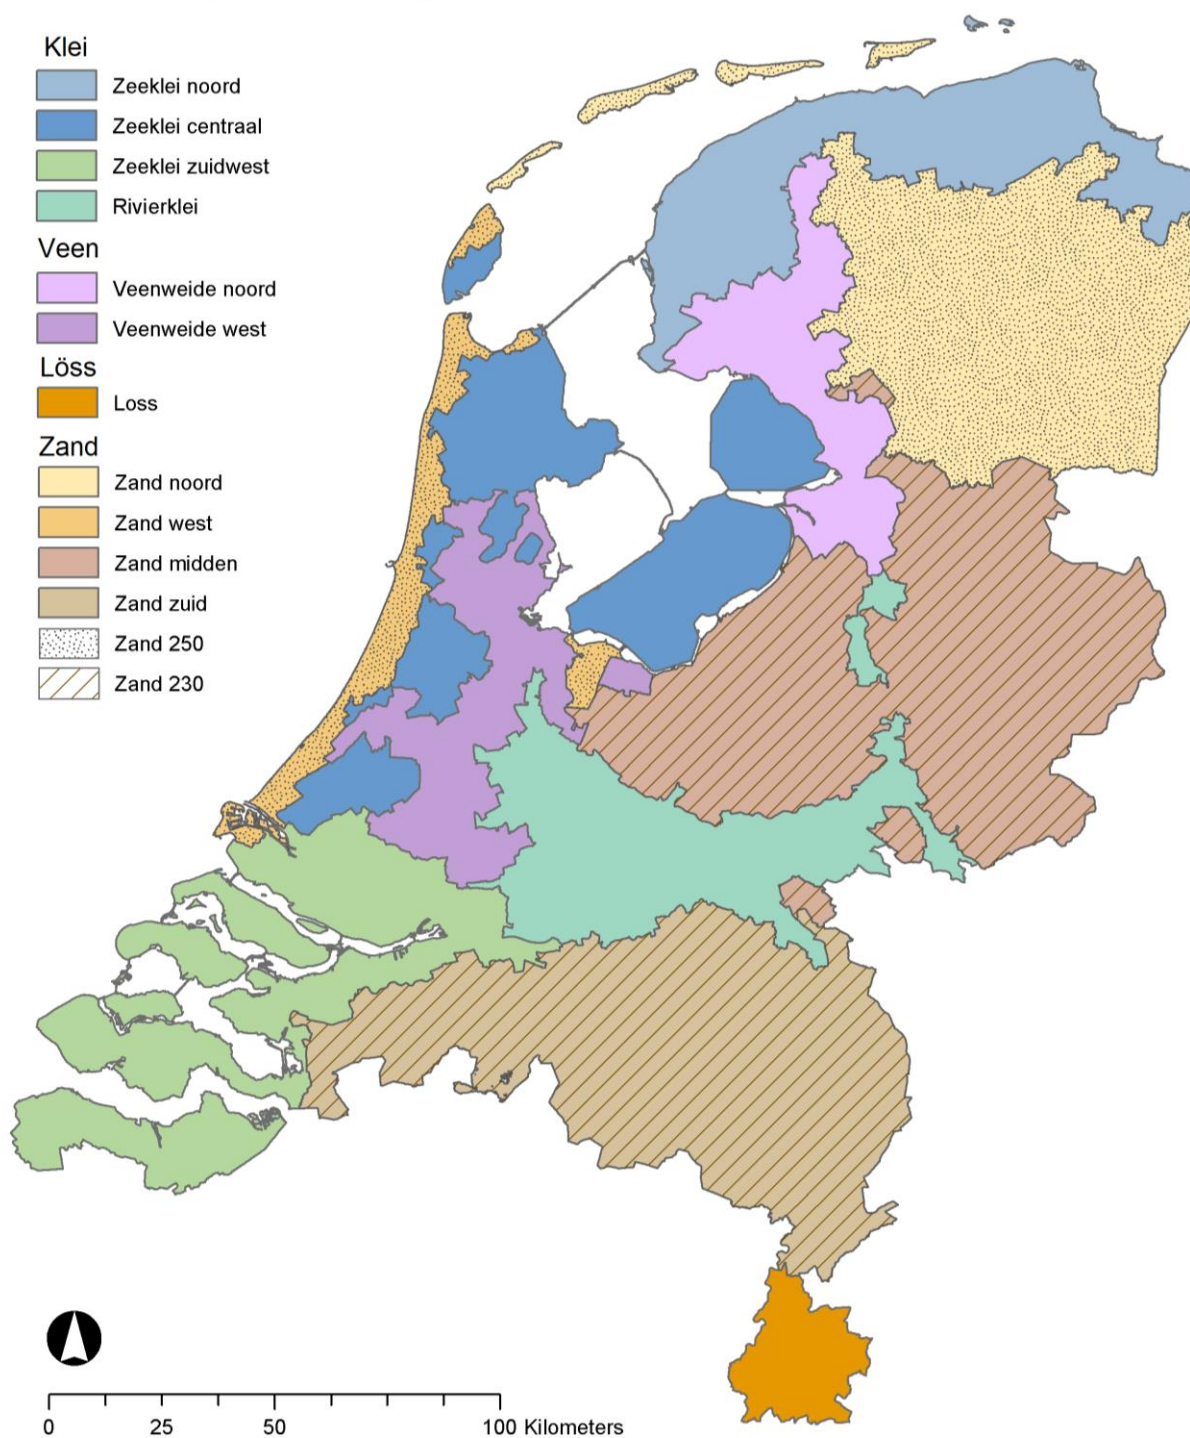 Klei
Zeeklei noord
Zeeklei centraal
Zeeklei zuidwest
Rivierklei
Veen
Veenweide noord
Veenweide west
Löss
Loss
Zand
Zand noord
Zand west
Zand midden
Zand zuid
Zand 250
Zand 230
0 25 50 100 Kilometers